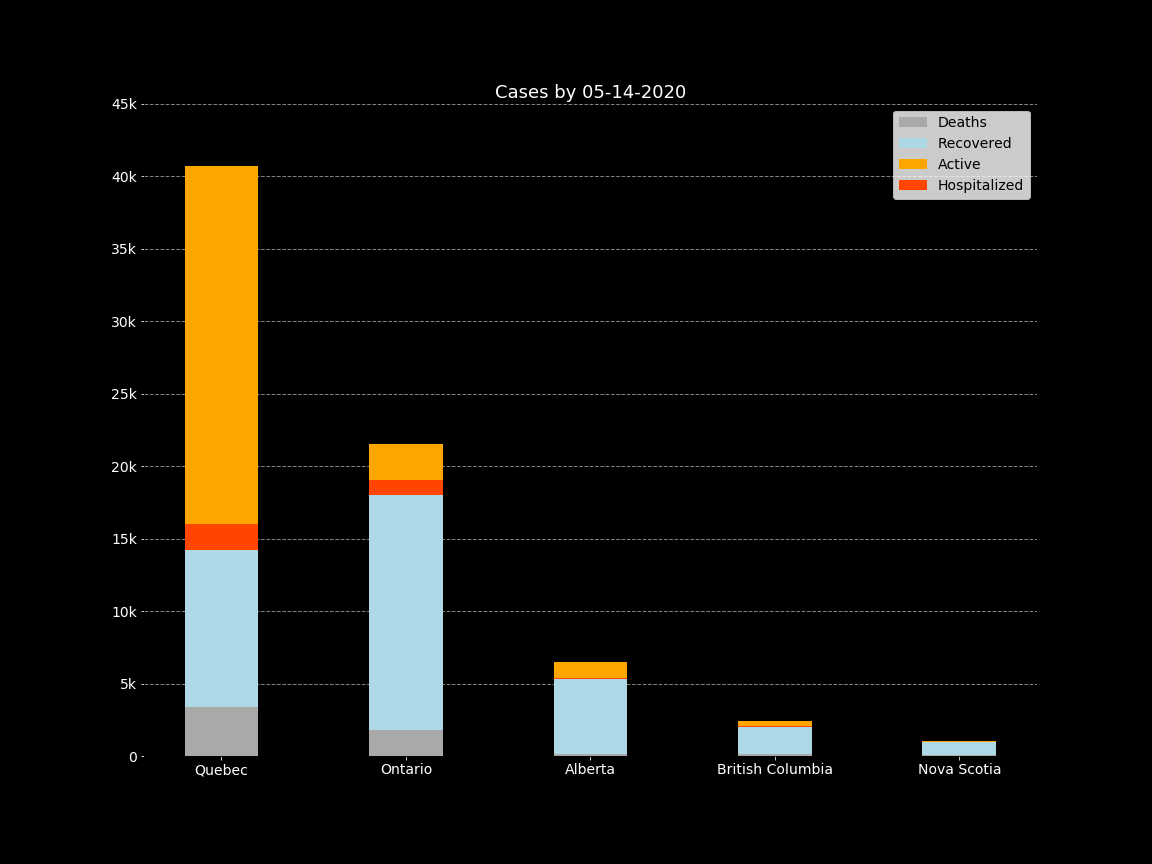 Cases by 05-14-2020
45k
40k
35k
30k
25k
20k
15k
10k
5k
0
Deaths
Recovered
Active
Hospitalized
Quebec
Ontario
Alberta
British Columbia
Nova Scotia